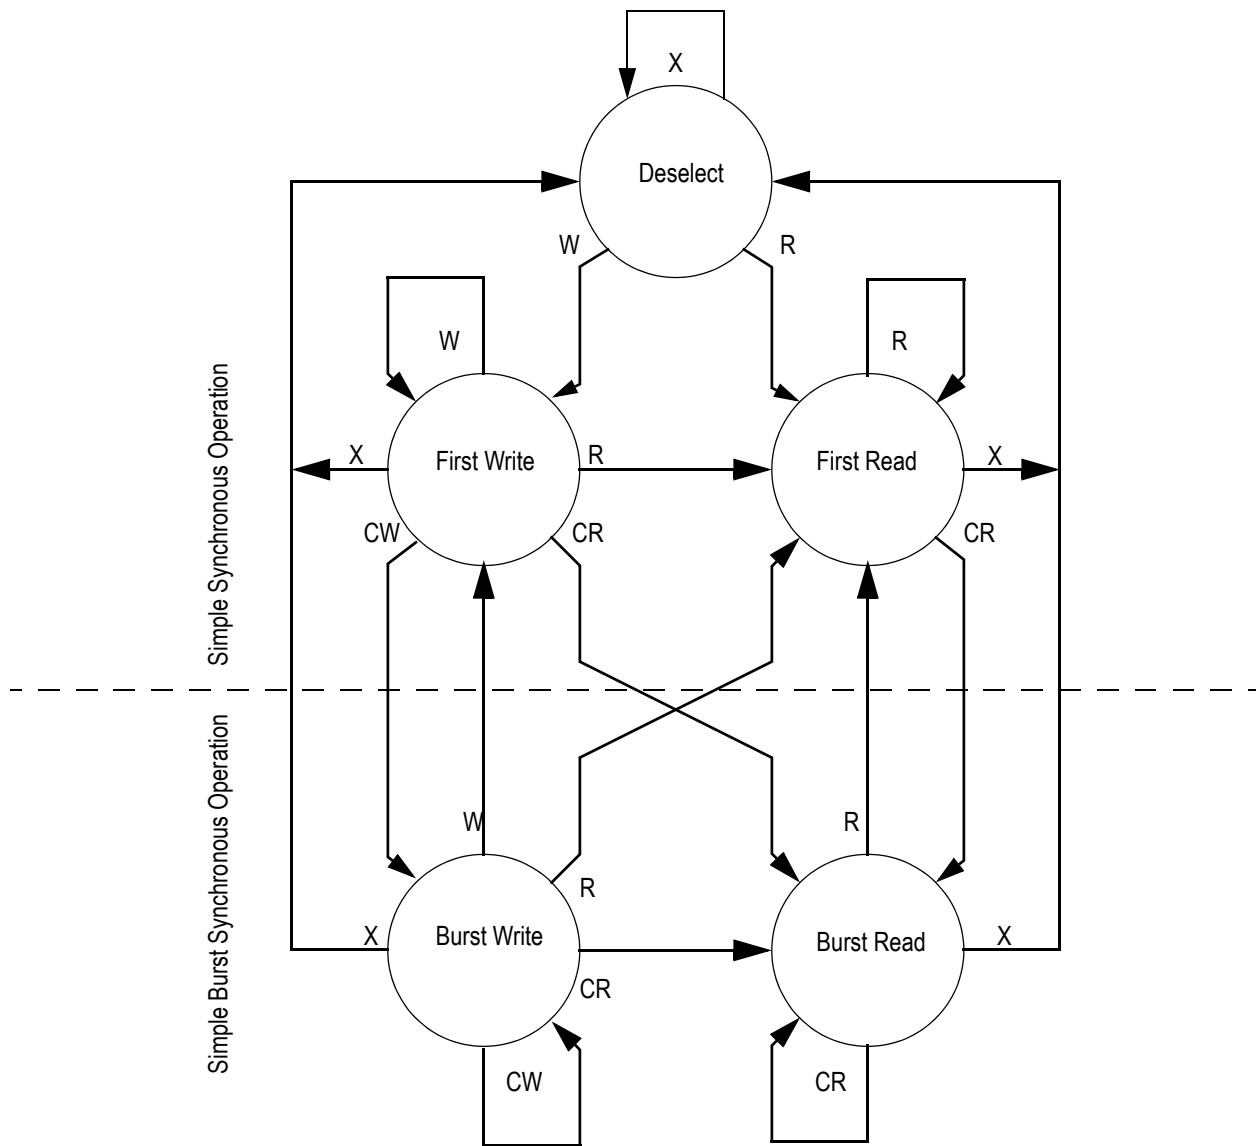 X
Deselect
W
R
W
R
Simple Synchronous Operation
X
First Write
R
First Read
X
CW
CR
CR
Simple Burst Synchronous Operation
W
R
R
X
Burst Write
Burst Read
X
CR
CW
CR